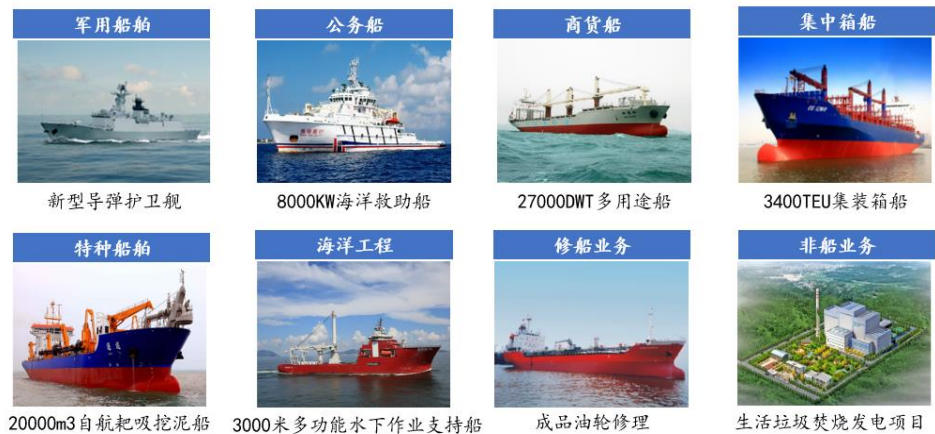 军用船舶
公务船
商货船
集中箱船
新型导弹护卫舰
8000KW海洋救助船
27000DWT多用途船
3400TEU集装箱船
特种船舶
海洋工程
修船业务
非船业务
20000m3自航耙吸挖泥船
3000米多功能水下作业支持船
成品油轮修理
生活垃圾焚烧发电项目